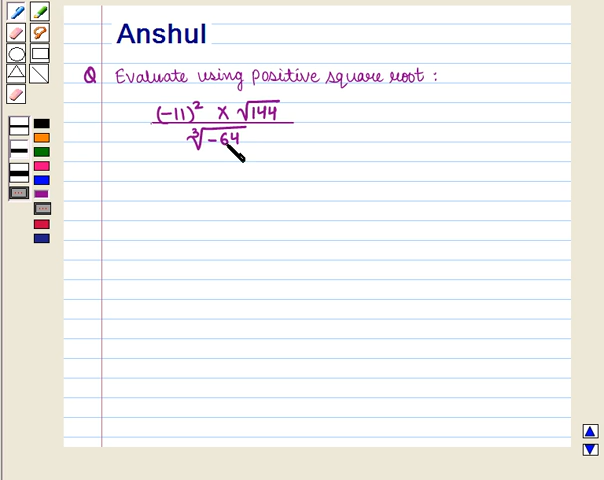 Anshul
Q Evaluate using positive square root :
(-11)² × √144
∛-64